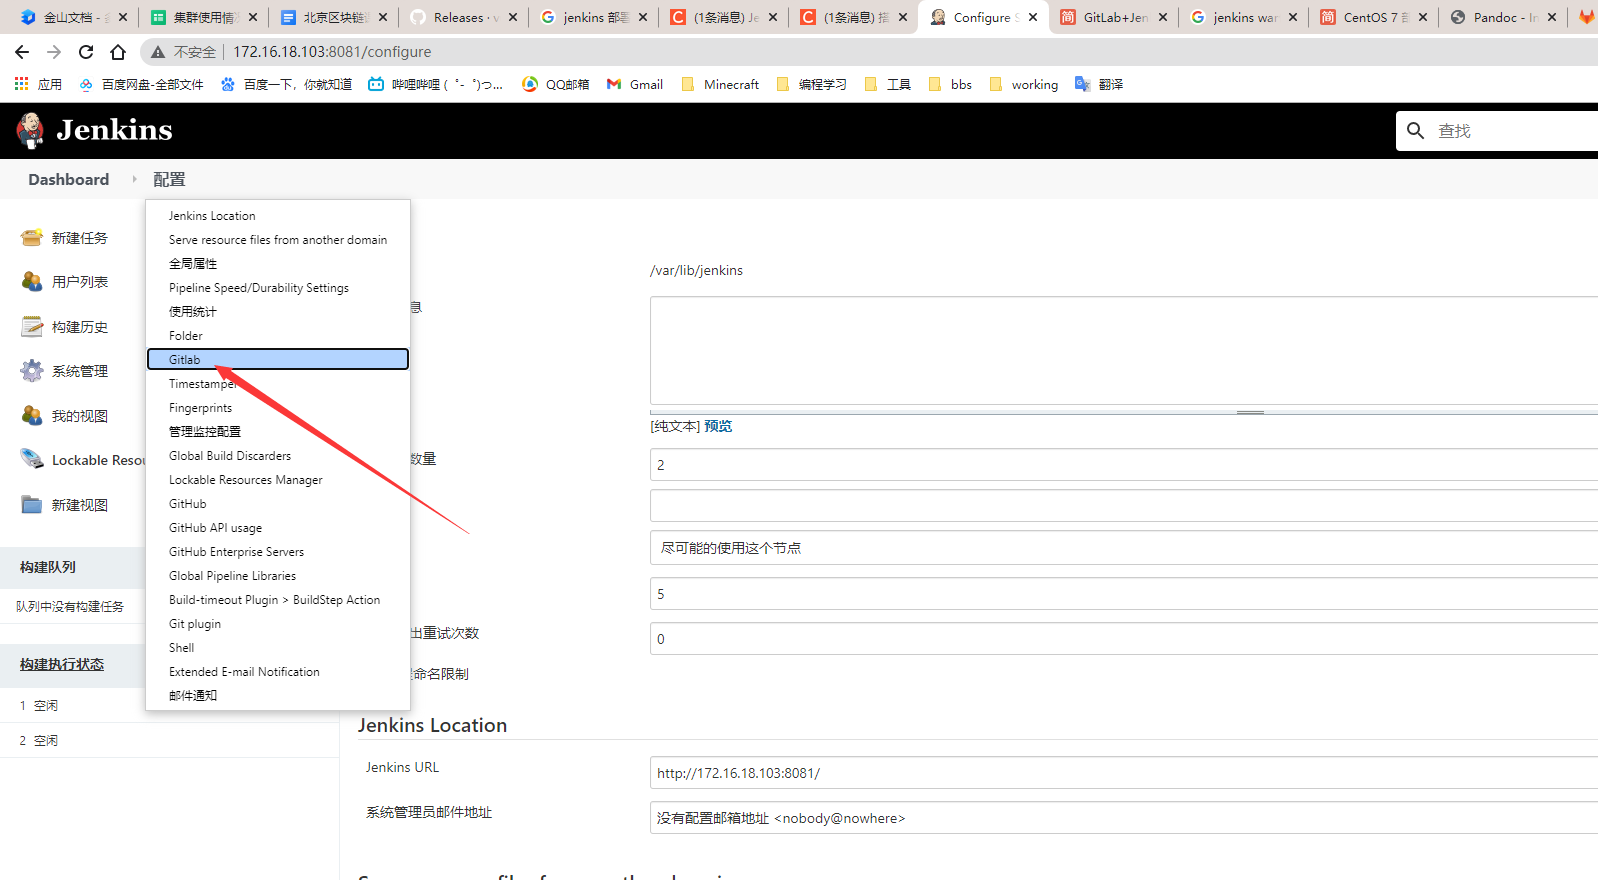 金山文档 -
集群使用情
北京区块链
Releases · v
jenkins 部署
(1条消息) Je
(1条消息) 搭
Configure S
GitLab+Jen
jenkins war
CentOS 7 部
Pandoc - In
不安全 172.16.18.103:8081/configure
应用
百度网盘-全部文件
百度一下，你就知道
哔哩哔哩 ( ゜- ゜)つ...
QQ邮箱
Gmail
Minecraft
编程学习
工具
bbs
working
翻译
Jenkins
查找
Dashboard
配置
新建任务
用户列表
构建历史
系统管理
我的视图
Lockable Resou
新建视图
构建队列
队列中没有构建任务
构建执行状态
1 空闲
2 空闲
Jenkins Location
Serve resource files from another domain
全局属性
Pipeline Speed/Durability Settings
使用统计
Folder
Gitlab
Timestamper
Fingerprints
管理监控配置
Global Build Discarders
Lockable Resources Manager
GitHub
GitHub API usage
GitHub Enterprise Servers
Global Pipeline Libraries
Build-timeout Plugin > BuildStep Action
Git plugin
Shell
Extended E-mail Notification
邮件通知
/var/lib/jenkins
息
[纯文本] 预览
数量
2
尽可能的使用这个节点
5
出重试次数
0
命名限制
Jenkins Location
Jenkins URL
http://172.16.18.103:8081/
系统管理员邮件地址
没有配置邮箱地址 <nobody@nowhere>